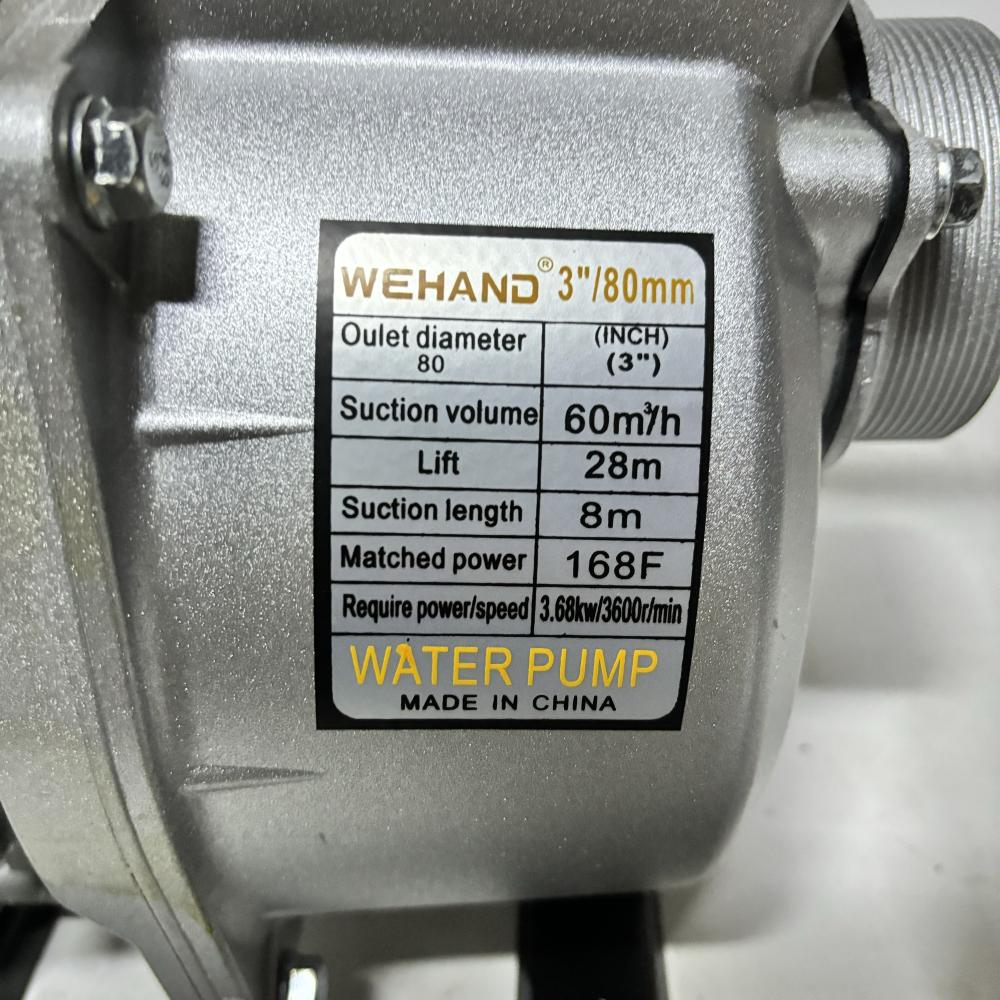 WEHAND® 3"/80mm
Oulet diameter (INCH)
80 (3")
Suction volume 60m³/h
Lift 28m
Suction length 8m
Matched power 168F
Require power/speed 3.68kw/3600r/min
WATER PUMP
MADE IN CHINA